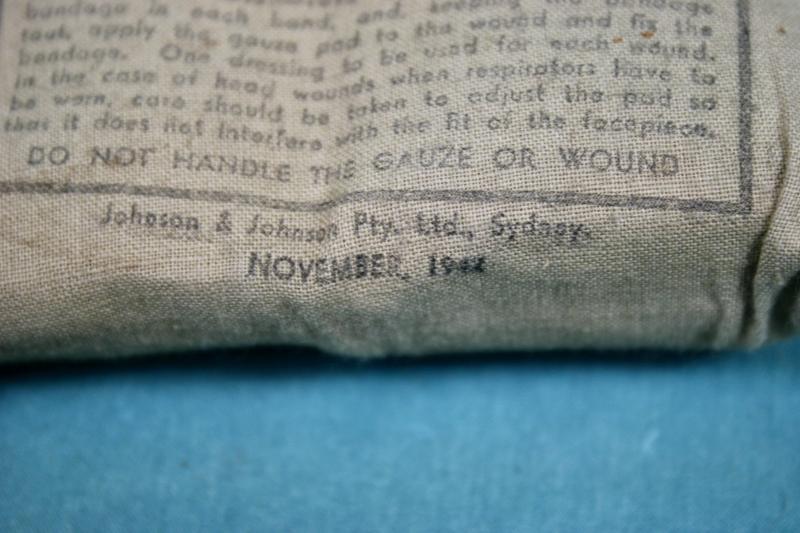 bandage in each hand, and keeping the bandage
taut, apply the gauze pad to the wound and fix the
bandage. One dressing to be used for each wound.
In the case of head wounds when respirators have to
be worn, care should be taken to adjust the pad so
that it does not interfere with the fit of the facepiece.
DO NOT HANDLE THE GAUZE OR WOUND
Johnson & Johnson Pty. Ltd., Sydney.
NOVEMBER,